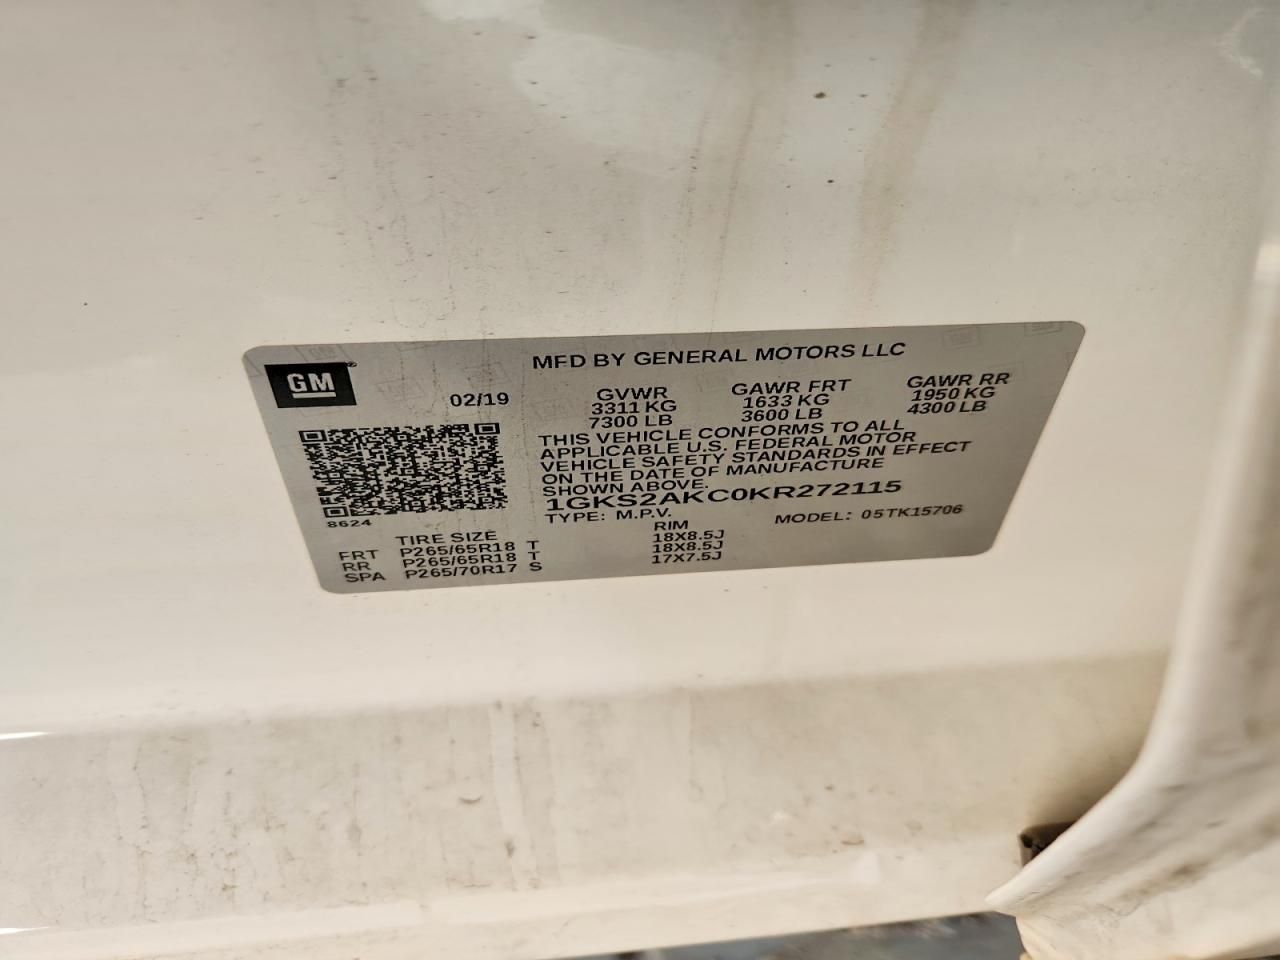 MFD BY GENERAL MOTORS LLC
GM
02/19 GVWR GAWR FRT GAWR RR
3311 KG 1633 KG 1950 KG
7300 LB 3600 LB 4300 LB
THIS VEHICLE CONFORMS TO ALL
APPLICABLE U.S. FEDERAL MOTOR
VEHICLE SAFETY STANDARDS IN EFFECT
ON THE DATE OF MANUFACTURE
SHOWN ABOVE.
1GKS2AKC0KR272115
8624
TYPE: M.P.V. MODEL: 05TK15706
TIRE SIZE RIM
FRT P265/65R18 T 18X8.5J
RR P265/65R18 T 18X8.5J
SPA P265/70R17 S 17X7.5J